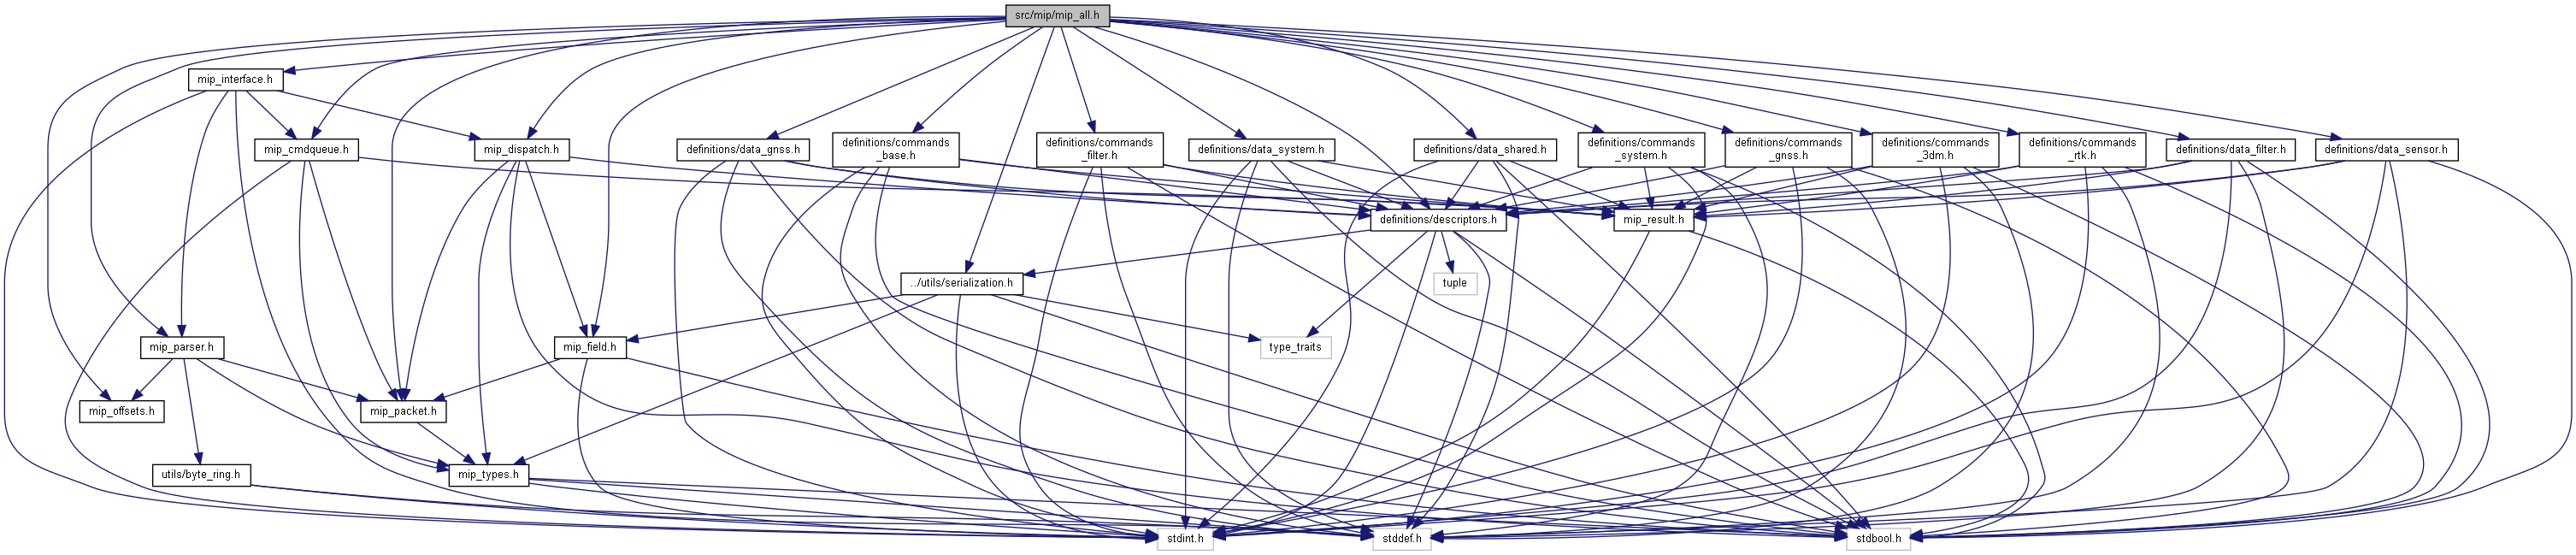 src/mip/mip_all.h
mip_interface.h
mip_cmdqueue.h
mip_dispatch.h
definitions/data_gnss.h
definitions/commands
_base.h
definitions/commands
_filter.h
definitions/data_system.h
definitions/data_shared.h
definitions/commands
_system.h
definitions/commands
_gnss.h
definitions/commands
_3dm.h
definitions/commands
_rtk.h
definitions/data_filter.h
definitions/data_sensor.h
definitions/descriptors.h
mip_result.h
../utils/serialization.h
tuple
mip_parser.h
mip_field.h
type_traits
mip_offsets.h
mip_packet.h
utils/byte_ring.h
mip_types.h
stdint.h
stddef.h
stdbool.h